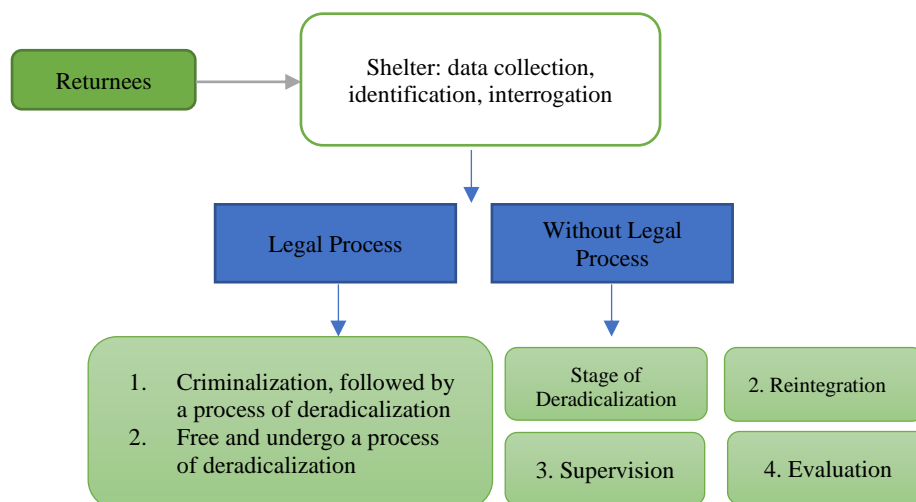 Returnees
Shelter: data collection,
identification, interrogation
Legal Process
Without Legal
Process
1. Criminalization, followed by
a process of deradicalization
2. Free and undergo a process
of deradicalization
Stage of
Deradicalization
2. Reintegration
3. Supervision
4. Evaluation